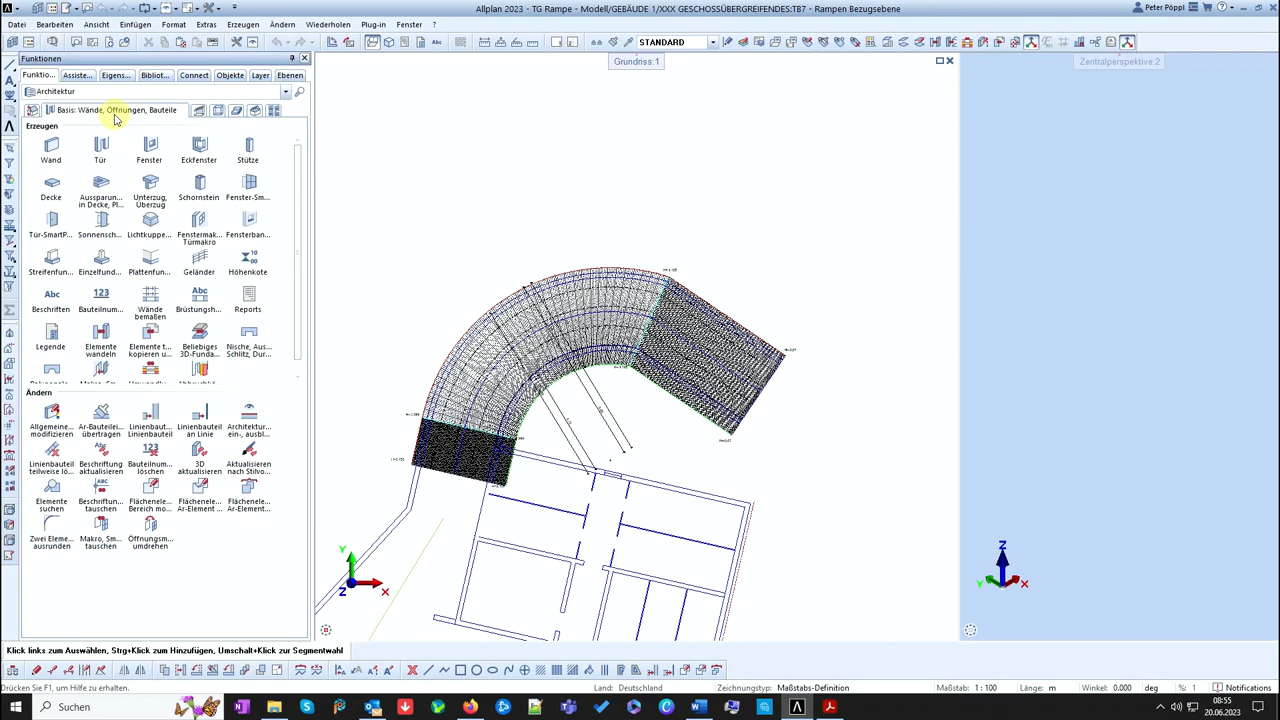 Allplan 2023 - TG Rampe - Modell/GEBÄUDE 1/XXX GESCHOSSÜBERGREIFENDES:TB7 - Rampen Bezugsebene
Peter Pöppl
Datei Bearbeiten Ansicht Einfügen Format Extras Erzeugen Ändern Wiederholen Plug-in Fenster
STANDARD
Funktionen
Funktio... Assiste... Eigens... Bibliot... Connect Objekte Layer Ebenen
Architektur
Basis: Wände, Öffnungen, Bauteile
Erzeugen
Wand Tür Fenster Eckfenster Stütze
Decke Aussparun... in Decke, Pl... Unterzug, Überzug Schornstein Fenster-Sm...
Tür-SmartP... Sonnensch... Lichtkuppe... Fenstermak... Türmakro Fensterban...
Streifenfun... Einzelfund... Plattenfun... Geländer Höhenkote
Beschriften Bauteilnum... Wände bemaßen Brüstungsh... Reports
Legende Elemente wandeln Elemente t... kopieren u... Beliebiges 3D-Funda... Nische, Aus... Schlitz, Dur...
Ändern
Allgemeine... modifizieren Ar-Bauteilei... übertragen Linienbauteil Linienbauteil Linienbauteil an Linie Architektur... ein-, ausbl...
Linienbauteil teilweise lö... Beschriftung aktualisieren Bauteilnum... löschen 3D aktualisieren Aktualisieren nach Stilvo...
Elemente suchen Beschriftun... tauschen Flächenele... Bereich mo... Flächenele... Ar-Element ... Flächenele... Ar-Element...
Zwei Eleme... ausrunden Makro, Sm... tauschen Öffnungsm... umdrehen
Grundriss:1
Zentralperspektive:2
Y
X
Z
Z
Y
X
Klick links zum Auswählen, Strg+Klick zum Hinzufügen, Umschalt+Klick zur Segmentwahl
Drücken Sie F1, um Hilfe zu erhalten.
Land: Deutschland Zeichnungstyp: Maßstabs-Definition Maßstab: 1 : 100 Länge: m Winkel: 0.000 deg %: 1 Notifications
Suchen
08:55
20.06.2023